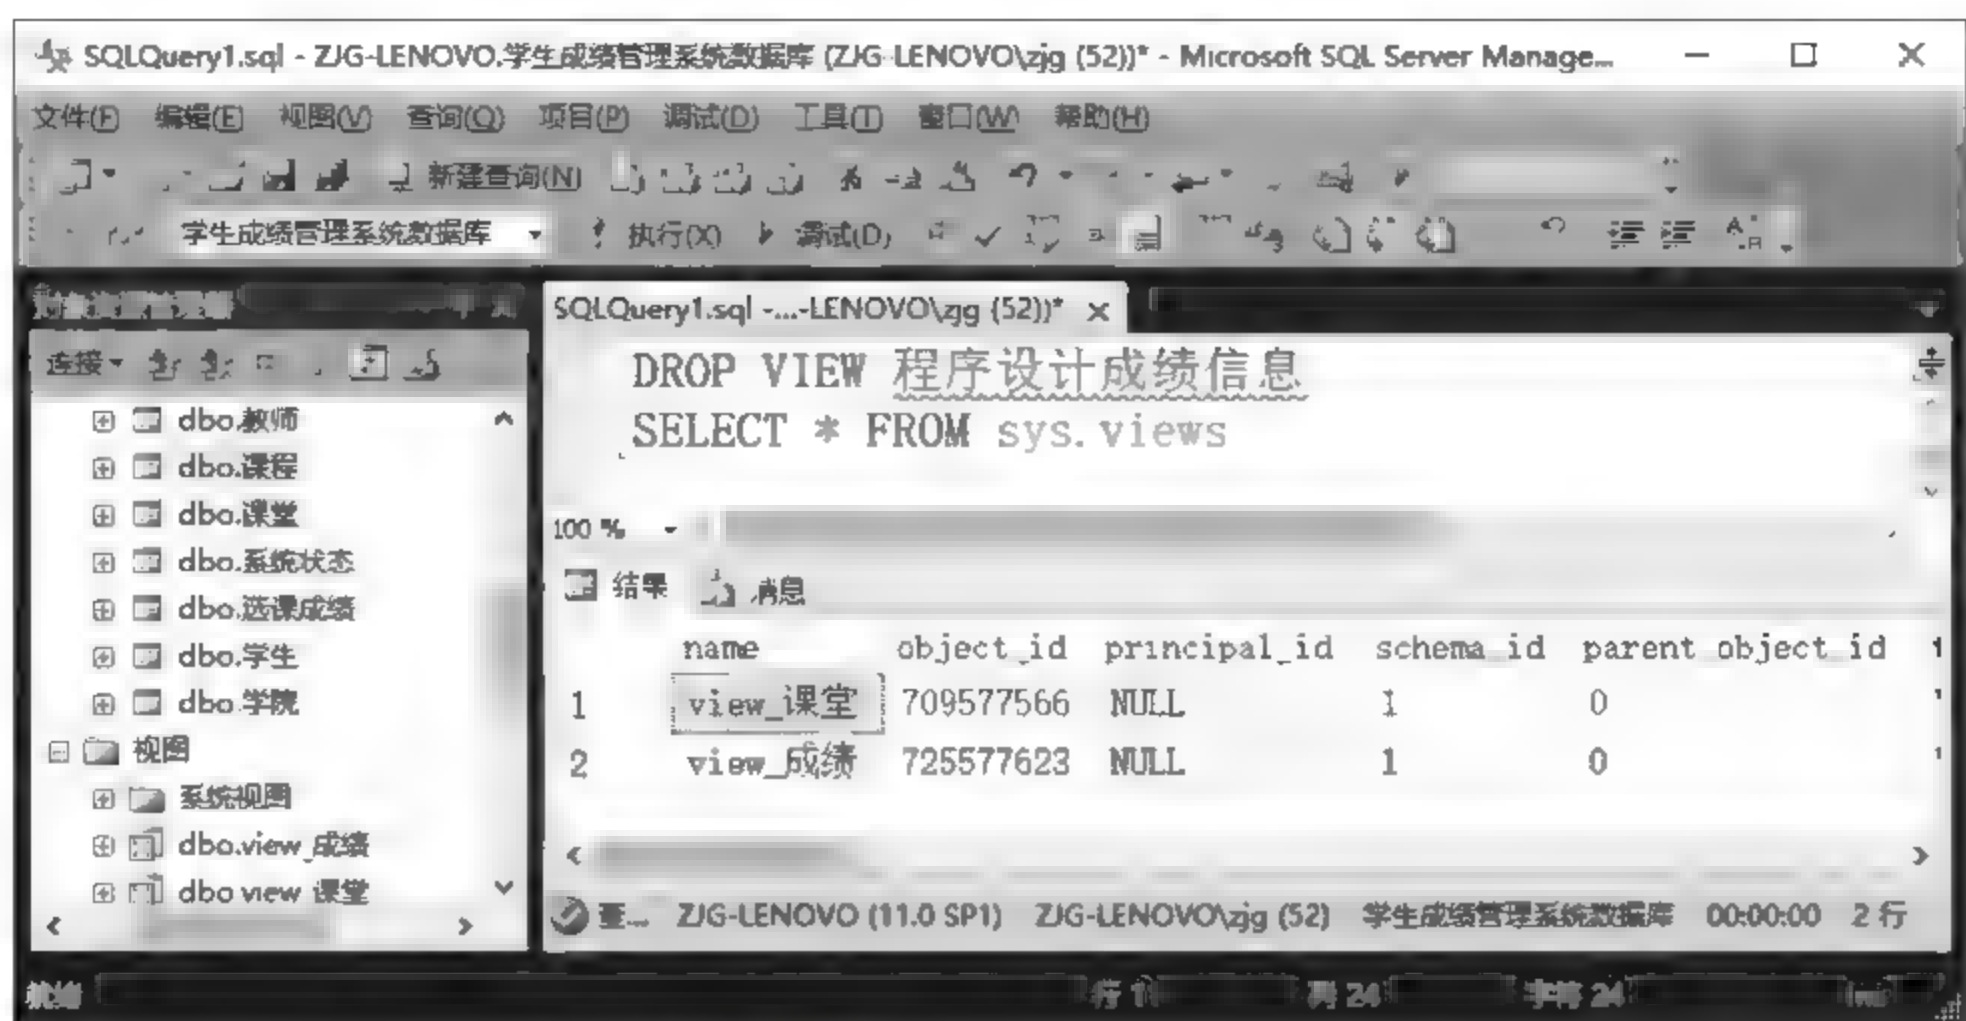 SQLQuery1.sql - ZJG-LENOVO.学生成绩管理系统数据库 (ZJG-LENOVO\zjg (52))* - Microsoft SQL Server Manage...
文件(F) 编辑(E) 视图(V) 查询(Q) 项目(P) 调试(D) 工具(T) 窗口(W) 帮助(H)
新建查询(N)
学生成绩管理系统数据库 执行(X) 调试(D)
SQLQuery1.sql -...-LENOVO\zjg (52))*
连接
dbo.教师
dbo.课程
dbo.课堂
dbo.系统状态
dbo.选课成绩
dbo.学生
dbo.学院
视图
系统视图
dbo.view_成绩
dbo view 课堂
DROP VIEW 程序设计成绩信息
SELECT * FROM sys.views
100 %
结果 消息
name object_id principal_id schema_id parent_object_id
1 view_课堂 709577566 NULL 1 0
2 view_成绩 725577623 NULL 1 0
查... ZJG-LENOVO (11.0 SP1) ZJG-LENOVO\zjg (52) 学生成绩管理系统数据库 00:00:00 2 行
就绪 行 1 列 24 字符 24